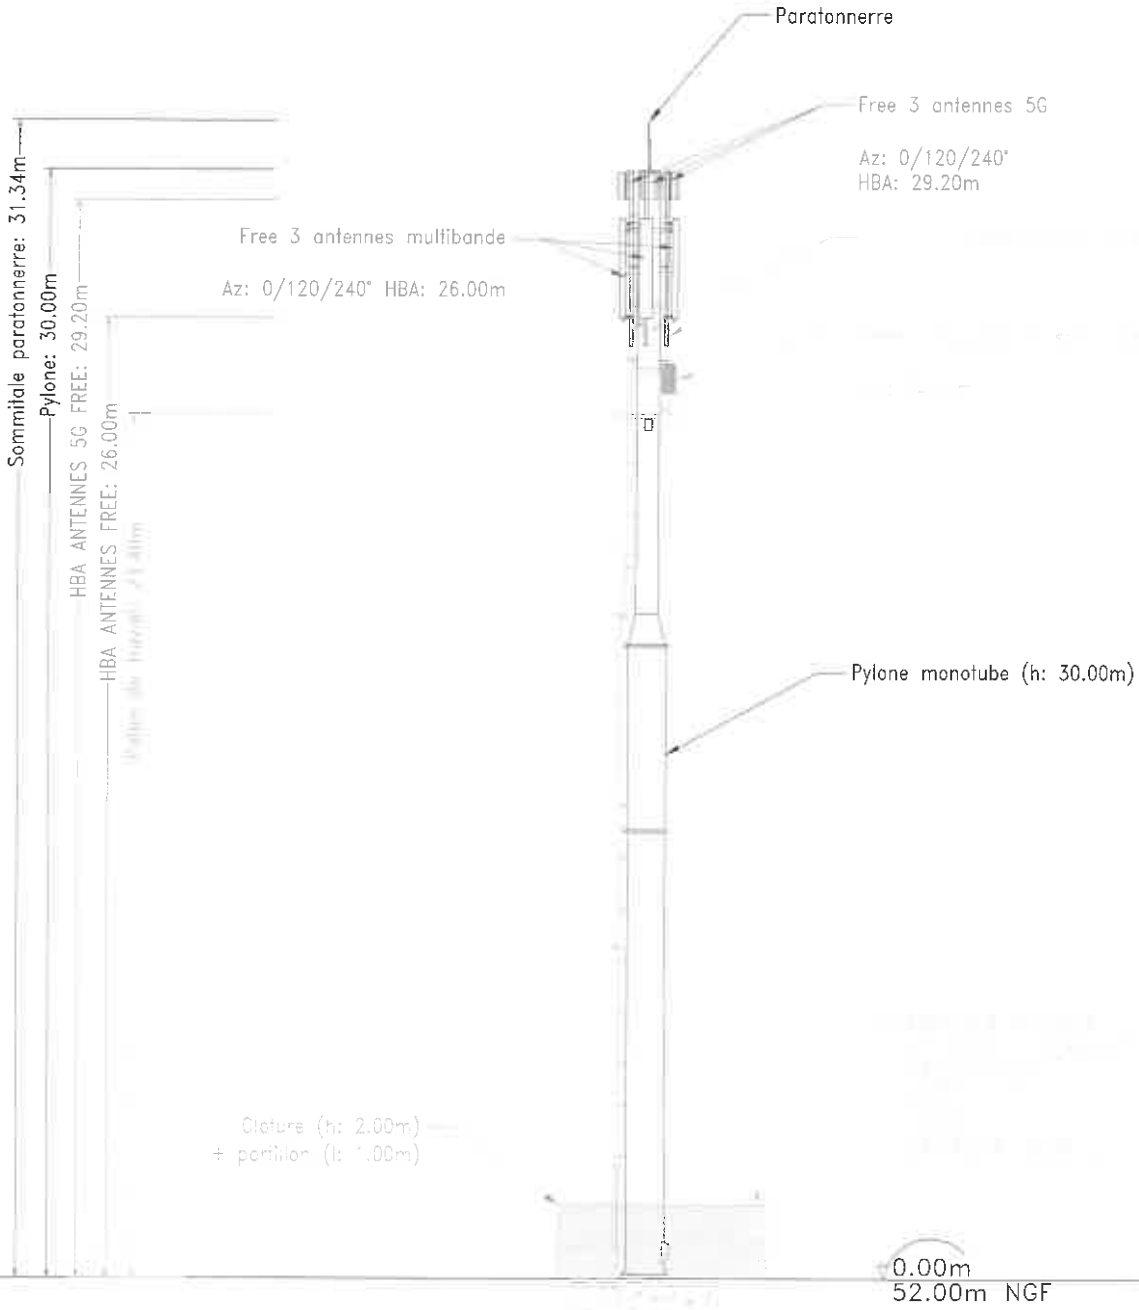 Paratonnerre
Free 3 antennes 5G
Az: 0/120/240°
HBA: 29.20m
Free 3 antennes multibande
Az: 0/120/240° HBA: 26.00m
Sommitale paratonnerre: 31.34m
Pylone: 30.00m
HBA ANTENNES 5G FREE: 29.20m
HBA ANTENNES FREE: 26.00m
Pylone monotube (h: 30.00m)
Cloture (h: 2.00m)
+ portillon (l: 1.00m)
0.00m
52.00m NGF